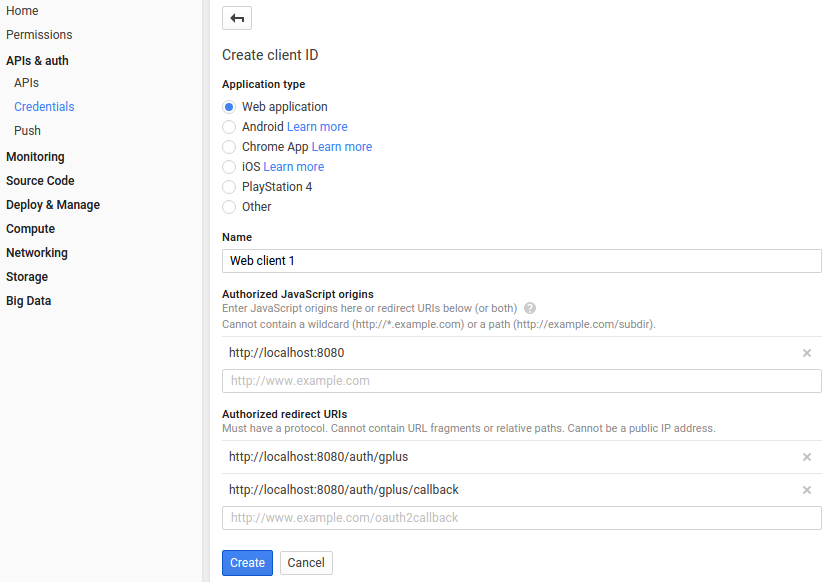 Home
Permissions
APIs & auth
APIs
Credentials
Push
Monitoring
Source Code
Deploy & Manage
Compute
Networking
Storage
Big Data
Create client ID
Application type
Web application
Android Learn more
Chrome App Learn more
iOS Learn more
PlayStation 4
Other
Name
Web client 1
Authorized JavaScript origins
Enter JavaScript origins here or redirect URIs below (or both) ?
Cannot contain a wildcard (http://*.example.com) or a path (http://example.com/subdir).
http://localhost:8080
http://www.example.com
Authorized redirect URIs
Must have a protocol. Cannot contain URL fragments or relative paths. Cannot be a public IP address.
http://localhost:8080/auth/gplus
http://localhost:8080/auth/gplus/callback
http://www.example.com/oauth2callback
Create Cancel